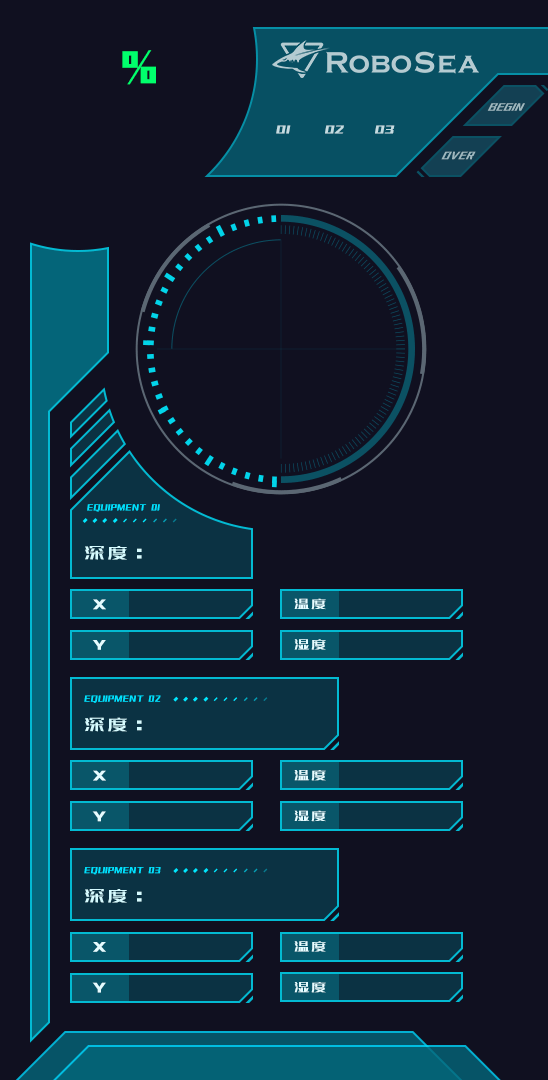 %
ROBOSEA
01 02 03
BEGIN
OVER
EQUIPMENT 01
深度：
X 温度
Y 湿度
EQUIPMENT 02
深度：
X 温度
Y 湿度
EQUIPMENT 03
深度：
X 温度
Y 湿度